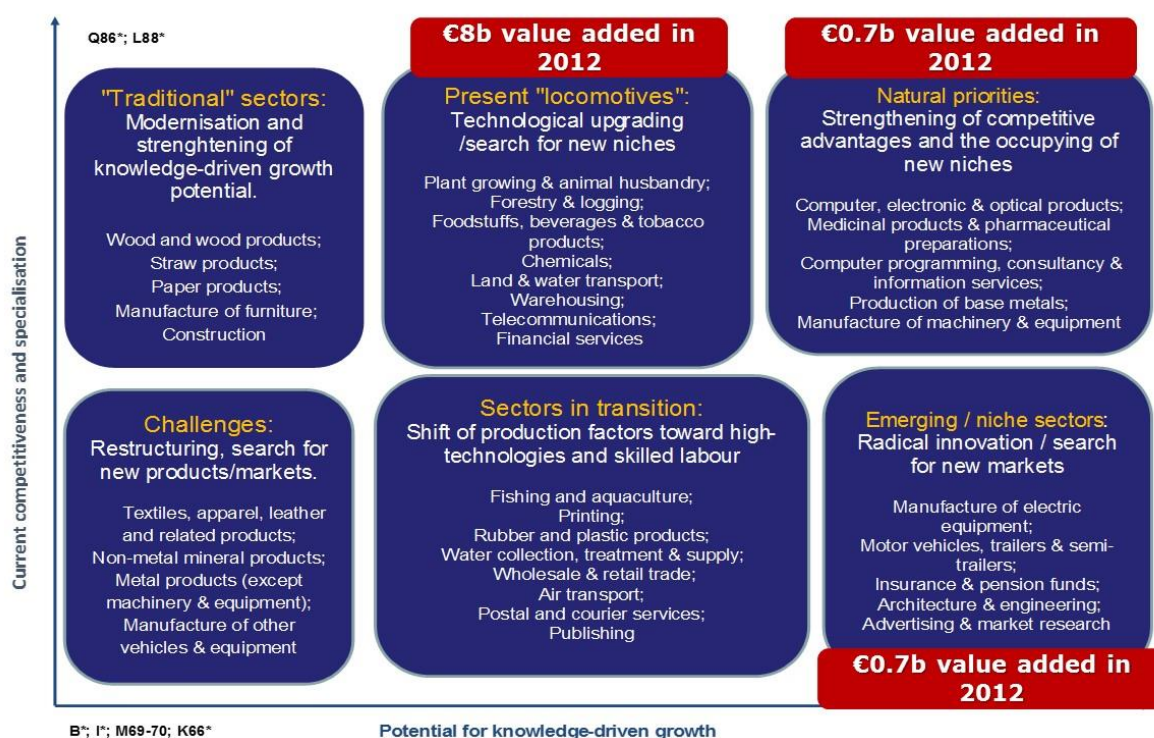 Q86*; L88*
€8b value added in
2012
€0.7b value added in
2012
"Traditional" sectors:
Modernisation and
strenghtening of
knowledge-driven growth
potential.
Wood and wood products;
Straw products;
Paper products;
Manufacture of furniture;
Construction
Present "locomotives":
Technological upgrading
/search for new niches
Plant growing & animal husbandry;
Forestry & logging;
Foodstuffs, beverages & tobacco
products;
Chemicals;
Land & water transport;
Warehousing;
Telecommunications;
Financial services
Natural priorities:
Strengthening of competitive
advantages and the occupying of
new niches
Computer, electronic & optical products;
Medicinal products & pharmaceutical
preparations;
Computer programming, consultancy &
information services;
Production of base metals;
Manufacture of machinery & equipment
Current competitiveness and specialisation
Challenges:
Restructuring, search for
new products/markets.
Textiles, apparel, leather
and related products;
Non-metal mineral products;
Metal products (except
machinery & equipment);
Manufacture of other
vehicles & equipment
Sectors in transition:
Shift of production factors toward high-
technologies and skilled labour
Fishing and aquaculture;
Printing;
Rubber and plastic products;
Water collection, treatment & supply;
Wholesale & retail trade;
Air transport;
Postal and courier services;
Publishing
Emerging / niche sectors:
Radical innovation / search
for new markets
Manufacture of electric
equipment;
Motor vehicles, trailers & semi-
trailers;
Insurance & pension funds;
Architecture & engineering;
Advertising & market research
€0.7b value added in
2012
B*; I*; M69-70; K66*
Potential for knowledge-driven growth